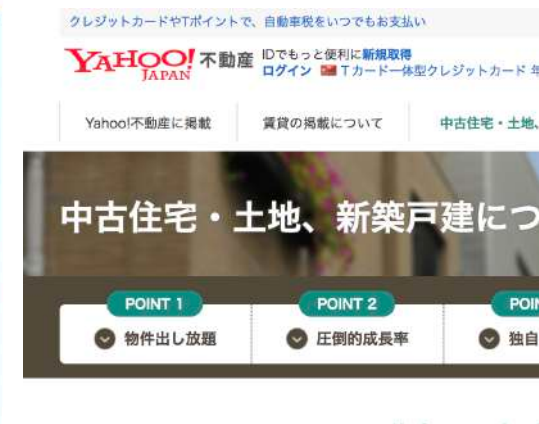 クレジットカードやTポイントで、自動車税をいつでもお支払い
YAHOO! 不動産 IDでもっと便利に新規取得
JAPAN ログイン Tカード一体型クレジットカード 年
Yahoo!不動産に掲載 賃貸の掲載について 中古住宅・土地、
中古住宅・土地、新築戸建につ
POINT 1 POINT 2 POI
物件出し放題 圧倒的成長率 独自